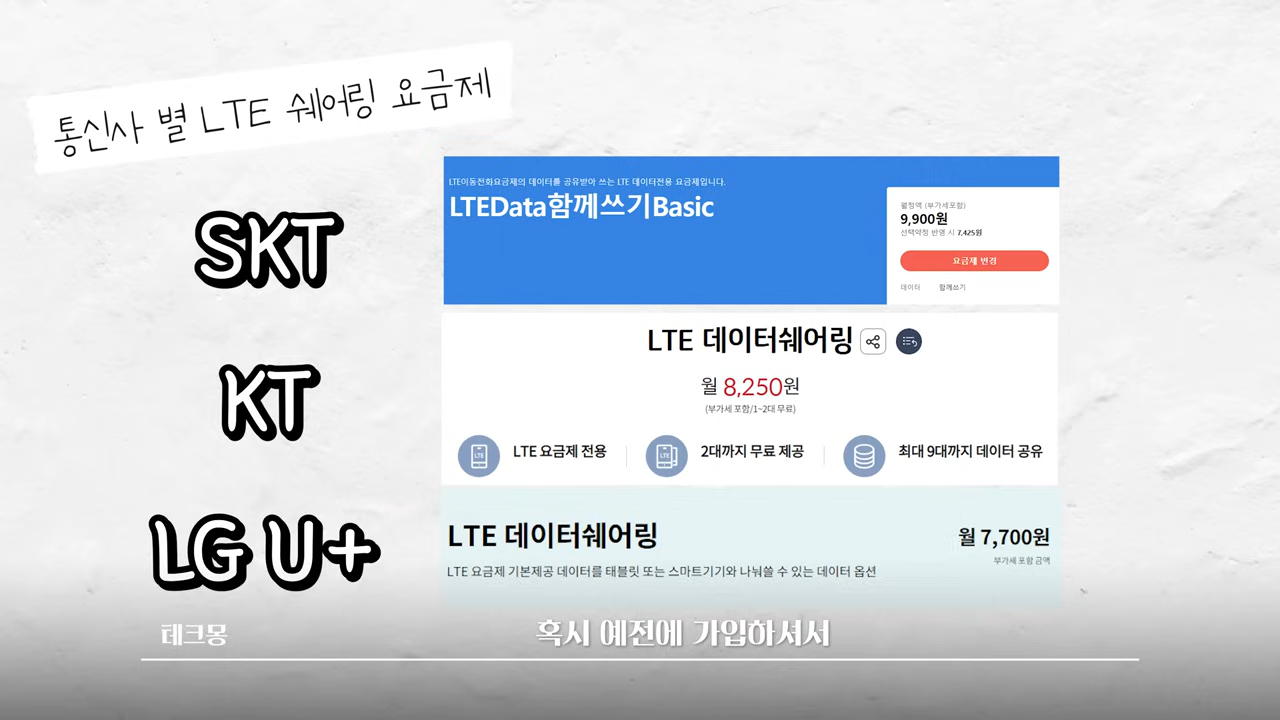 통신사 별 LTE 쉐어링 요금제
SKT
LTE이동전화요금제의 데이터를 공유받아 쓰는 LTE 데이터전용 요금제입니다.
LTEData함께쓰기Basic
월정액 (부가세포함)
9,900원
선택약정 반영 시 7,425원
요금제 변경
데이터 함께쓰기
KT
LTE 데이터쉐어링
월 8,250원
(부가세 포함/1~2대 무료)
LTE
LTE 요금제 전용
LTE
2대까지 무료 제공
최대 9대까지 데이터 공유
LG U+
LTE 데이터쉐어링
월 7,700원
부가세 포함 금액
LTE 요금제 기본제공 데이터를 태블릿 또는 스마트기기와 나눠쓸 수 있는 데이터 옵션
테크몽
혹시 예전에 가입하셔서